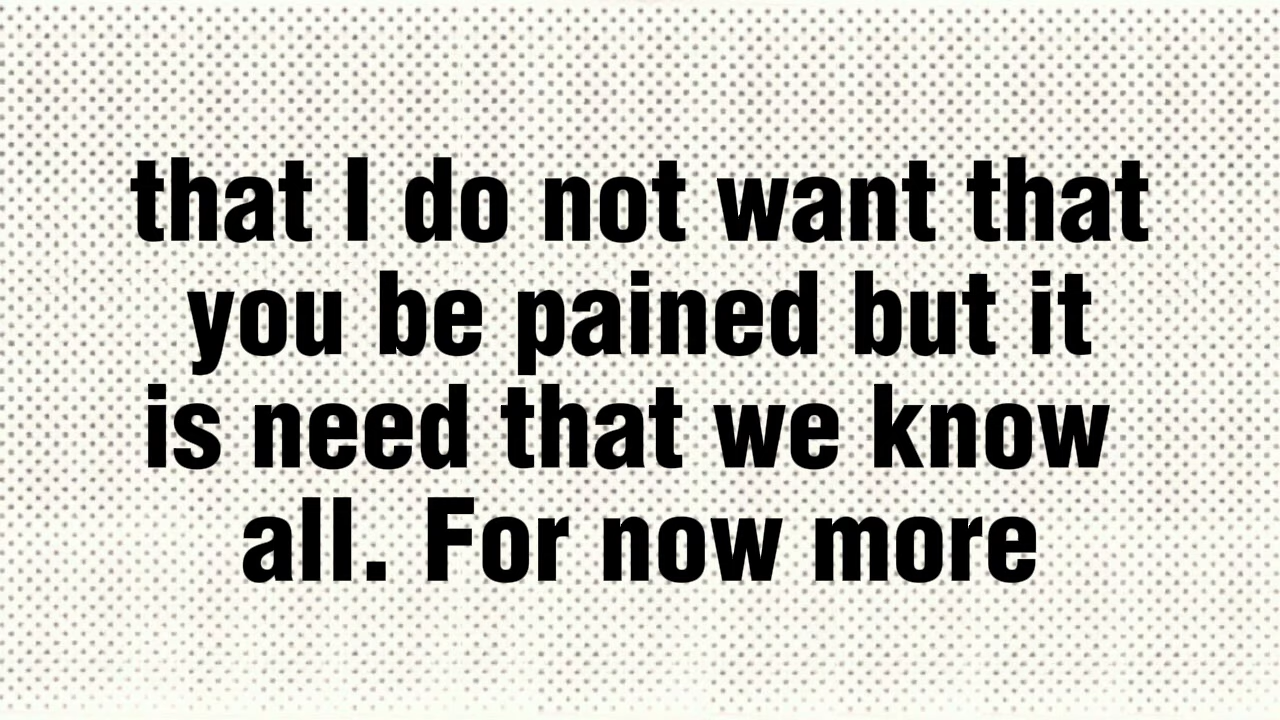 that I do not want that
you be pained but it
is need that we know
all. For now more